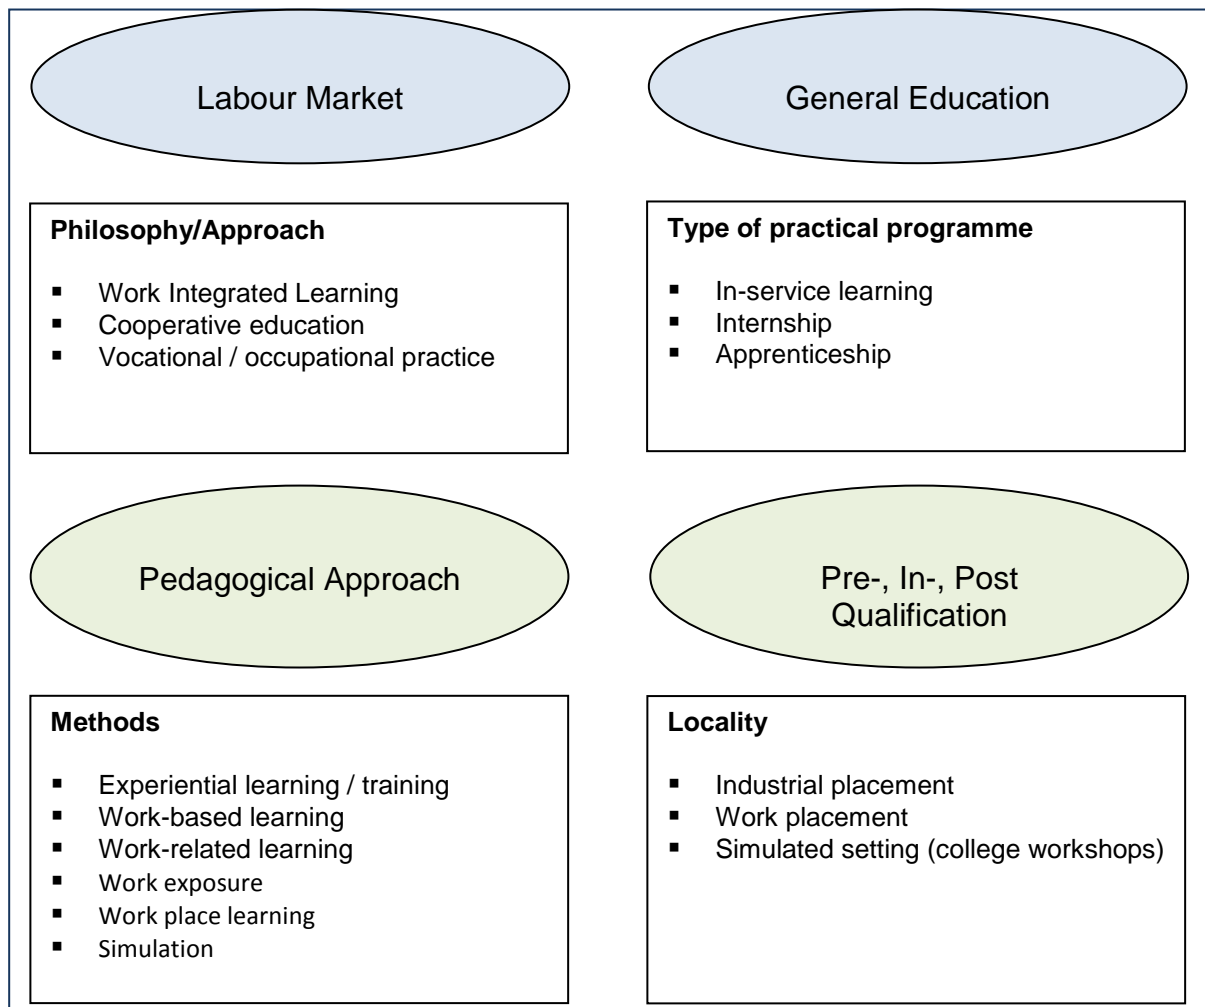 Labour Market
General Education
Philosophy/Approach
▪ Work Integrated Learning
▪ Cooperative education
▪ Vocational / occupational practice
Type of practical programme
▪ In-service learning
▪ Internship
▪ Apprenticeship
Pedagogical Approach
Pre-, In-, Post
Qualification
Methods
▪ Experiential learning / training
▪ Work-based learning
▪ Work-related learning
▪ Work exposure
▪ Work place learning
▪ Simulation
Locality
▪ Industrial placement
▪ Work placement
▪ Simulated setting (college workshops)